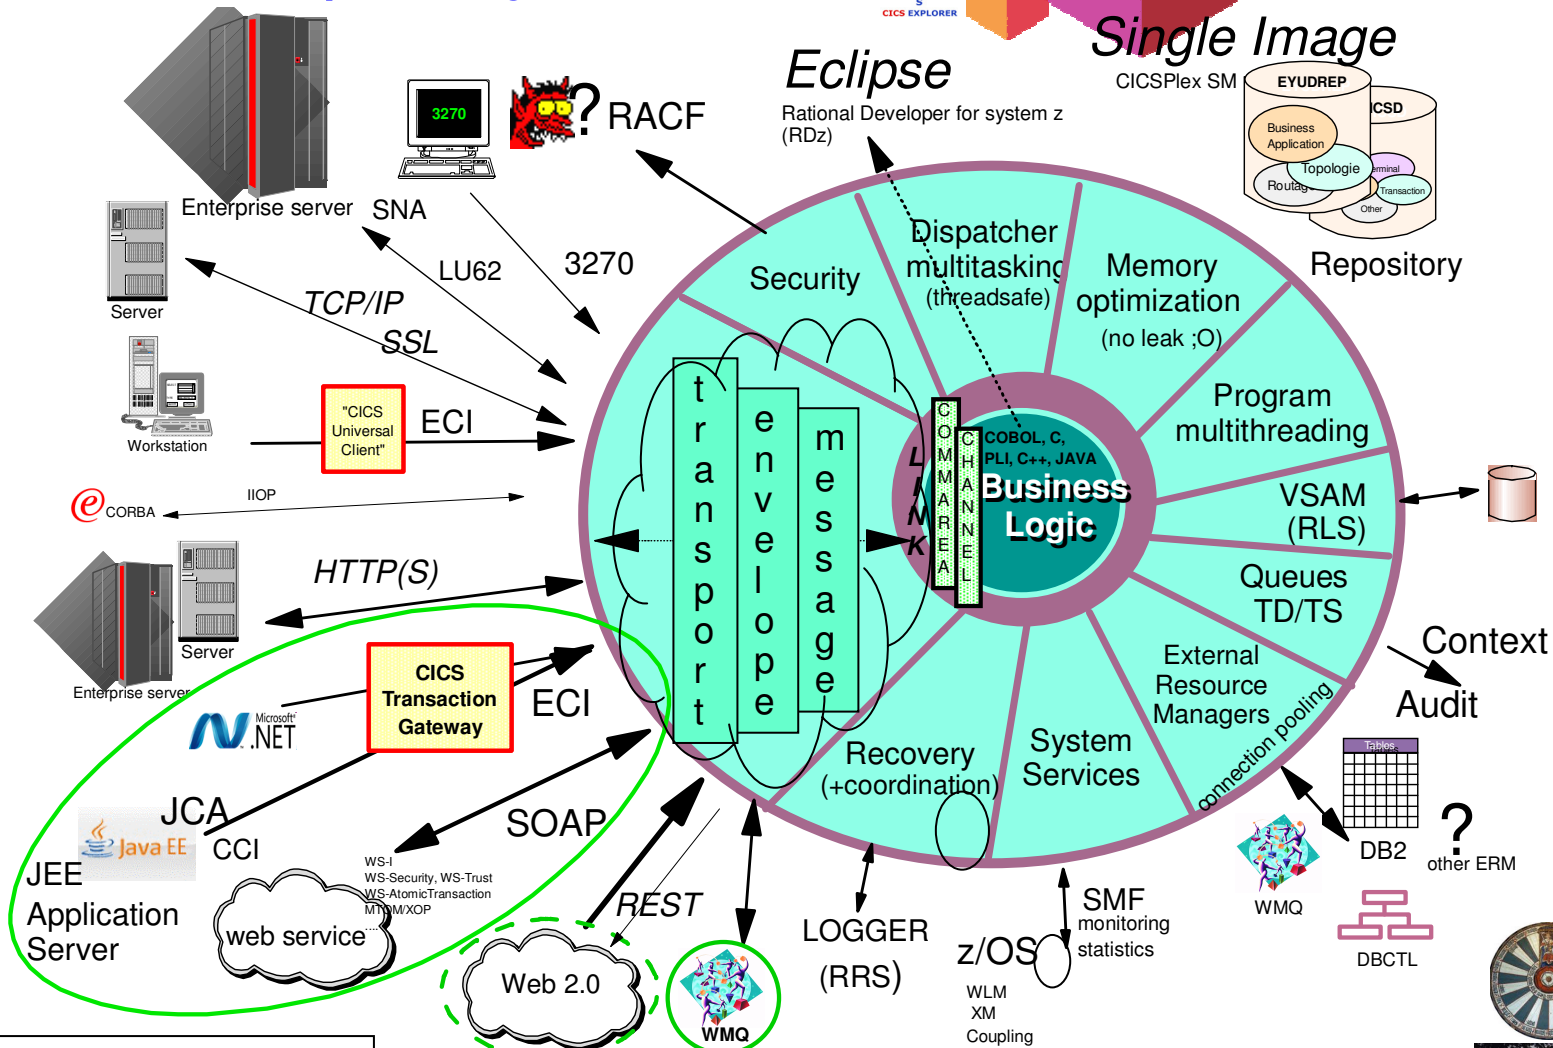 S
CICS EXPLORER
Single Image
CICSPlex SM
EYUDREP
Business
Application
Topologie
Transaction
Other
Repository
Eclipse
Rational Developer for system z
(RDz)
3270
? RACF
Enterprise server
SNA
LU62
3270
Server
TCP/IP
SSL
Workstation
"CICS
Universal
Client"
ECI
IIOP
e CORBA
HTTP(S)
Server
Enterprise server
Microsoft
.NET
CICS
Transaction
Gateway
ECI
JCA
Java EE
CCI
JEE
Application
Server
SOAP
WS-I
WS-Security, WS-Trust
WS-AtomicTransaction
MTOM/XOP
....
web service
REST
Web 2.0
WMQ
Security
Dispatcher
multitasking
(threadsafe)
Memory
optimization
(no leak ;O)
Program
multithreading
VSAM
(RLS)
Queues
TD/TS
External
Resource
Managers
connection pooling
System
Services
Recovery
(+coordination)
transport
envelope
message
LINK
COMMAREA
CHANNEL
COBOL, C,
PLI, C++, JAVA
Business
Logic
Context
Audit
Tables
DB2
?
other ERM
WMQ
DBCTL
LOGGER
(RRS)
z/OS
SMF
monitoring
statistics
WLM
XM
Coupling